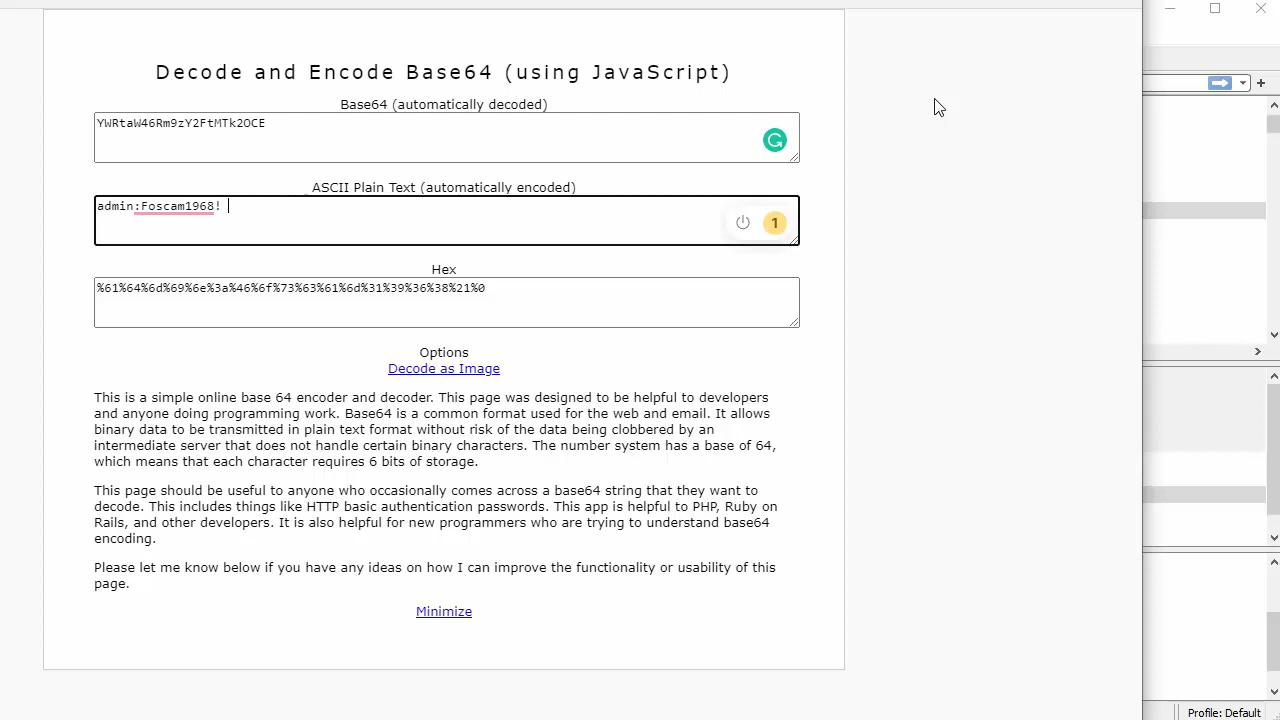 Decode and Encode Base64 (using JavaScript)
Base64 (automatically decoded)
YWRtaW46Rm9zY2FtMTk2OCE
ASCII Plain Text (automatically encoded)
admin:Foscam1968!
1
Hex
%61%64%6d%69%6e%3a%46%6f%73%63%61%6d%31%39%36%38%21%0
Options
Decode as Image
This is a simple online base 64 encoder and decoder. This page was designed to be helpful to developers
and anyone doing programming work. Base64 is a common format used for the web and email. It allows
binary data to be transmitted in plain text format without risk of the data being clobbered by an
intermediate server that does not handle certain binary characters. The number system has a base of 64,
which means that each character requires 6 bits of storage.
This page should be useful to anyone who occasionally comes across a base64 string that they want to
decode. This includes things like HTTP basic authentication passwords. This app is helpful to PHP, Ruby on
Rails, and other developers. It is also helpful for new programmers who are trying to understand base64
encoding.
Please let me know below if you have any ideas on how I can improve the functionality or usability of this
page.
Minimize
Profile: Default